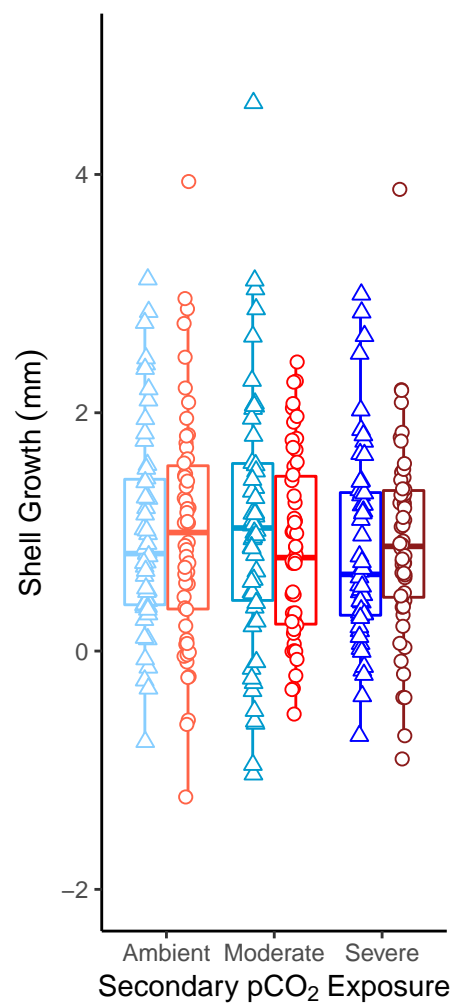 Shell Growth (mm)
4
2
0
−2
Ambient Moderate Severe
Secondary pCO₂ Exposure